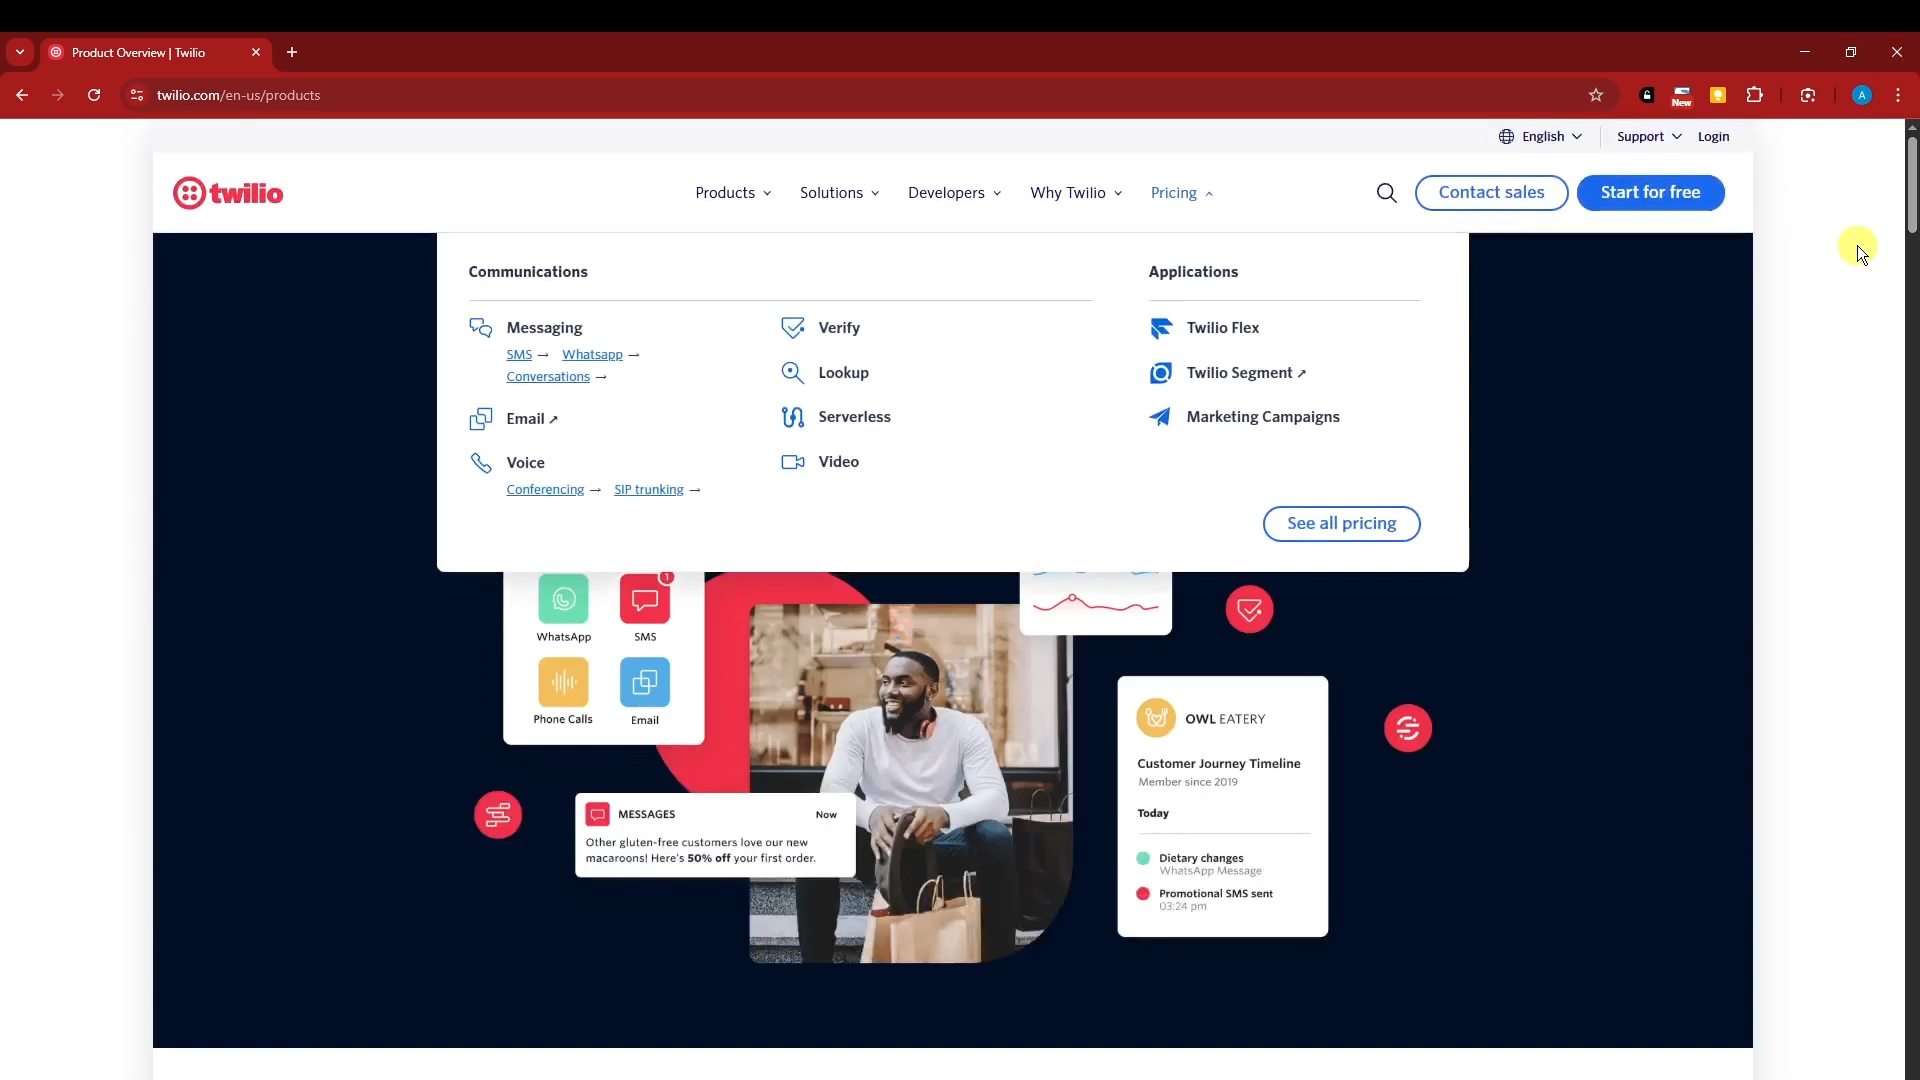 Product Overview | Twilio
twilio.com/en-us/products
New
A
English
Support
Login
twilio
Products
Solutions
Developers
Why Twilio
Pricing
Contact sales
Start for free
Communications
Messaging
SMS → Whatsapp →
Conversations →
Email ↗
Voice
Conferencing → SIP trunking →
Verify
Lookup
Serverless
Video
Applications
Twilio Flex
Twilio Segment ↗
Marketing Campaigns
See all pricing
1
WhatsApp
SMS
Phone Calls
Email
MESSAGES
Now
Other gluten-free customers love our new
macaroons! Here's 50% off your first order.
OWL EATERY
Customer Journey Timeline
Member since 2019
Today
Dietary changes
WhatsApp Message
Promotional SMS sent
03:24 pm